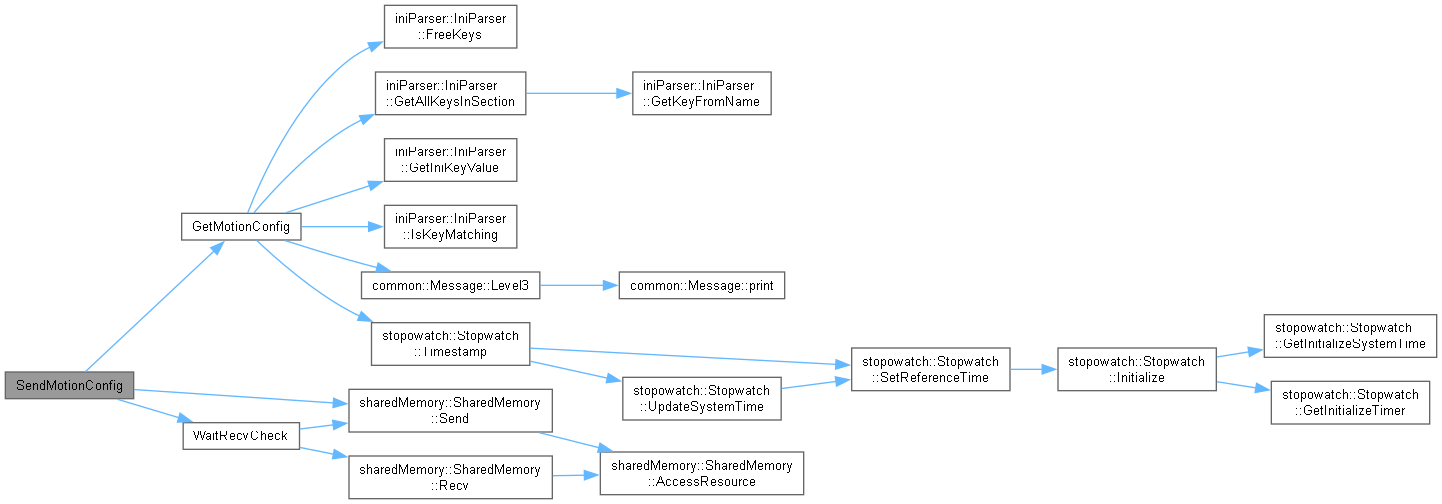 iniParser::IniParser
::FreeKeys
iniParser::IniParser
::GetAllKeysInSection
iniParser::IniParser
::GetKeyFromName
iniParser::IniParser
::GetIniKeyValue
GetMotionConfig
iniParser::IniParser
::IsKeyMatching
common::Message::Level3
common::Message::print
stopowatch::Stopwatch
::Timestamp
stopowatch::Stopwatch
::SetReferenceTime
stopowatch::Stopwatch
::Initialize
stopowatch::Stopwatch
::GetInitializeSystemTime
SendMotionConfig
stopowatch::Stopwatch
::UpdateSystemTime
stopowatch::Stopwatch
::GetInitializeTimer
sharedMemory::SharedMemory
::Send
WaitRecvCheck
sharedMemory::SharedMemory
::Recv
sharedMemory::SharedMemory
::AccessResource